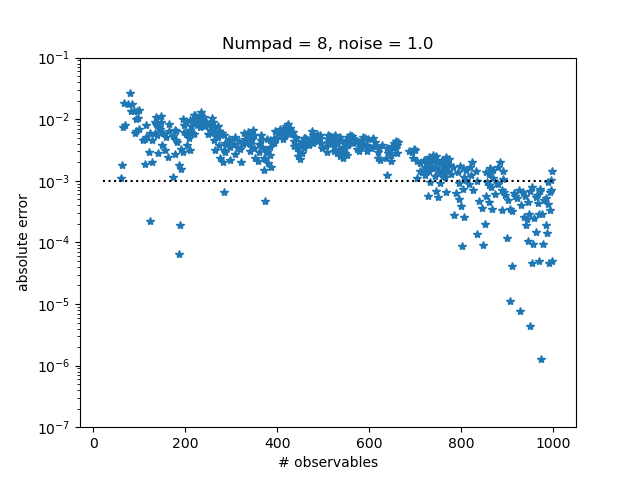 Numpad = 8, noise = 1.0
absolute error
10⁻¹
10⁻²
10⁻³
10⁻⁴
10⁻⁵
10⁻⁶
10⁻⁷
0 200 400 600 800 1000
# observables